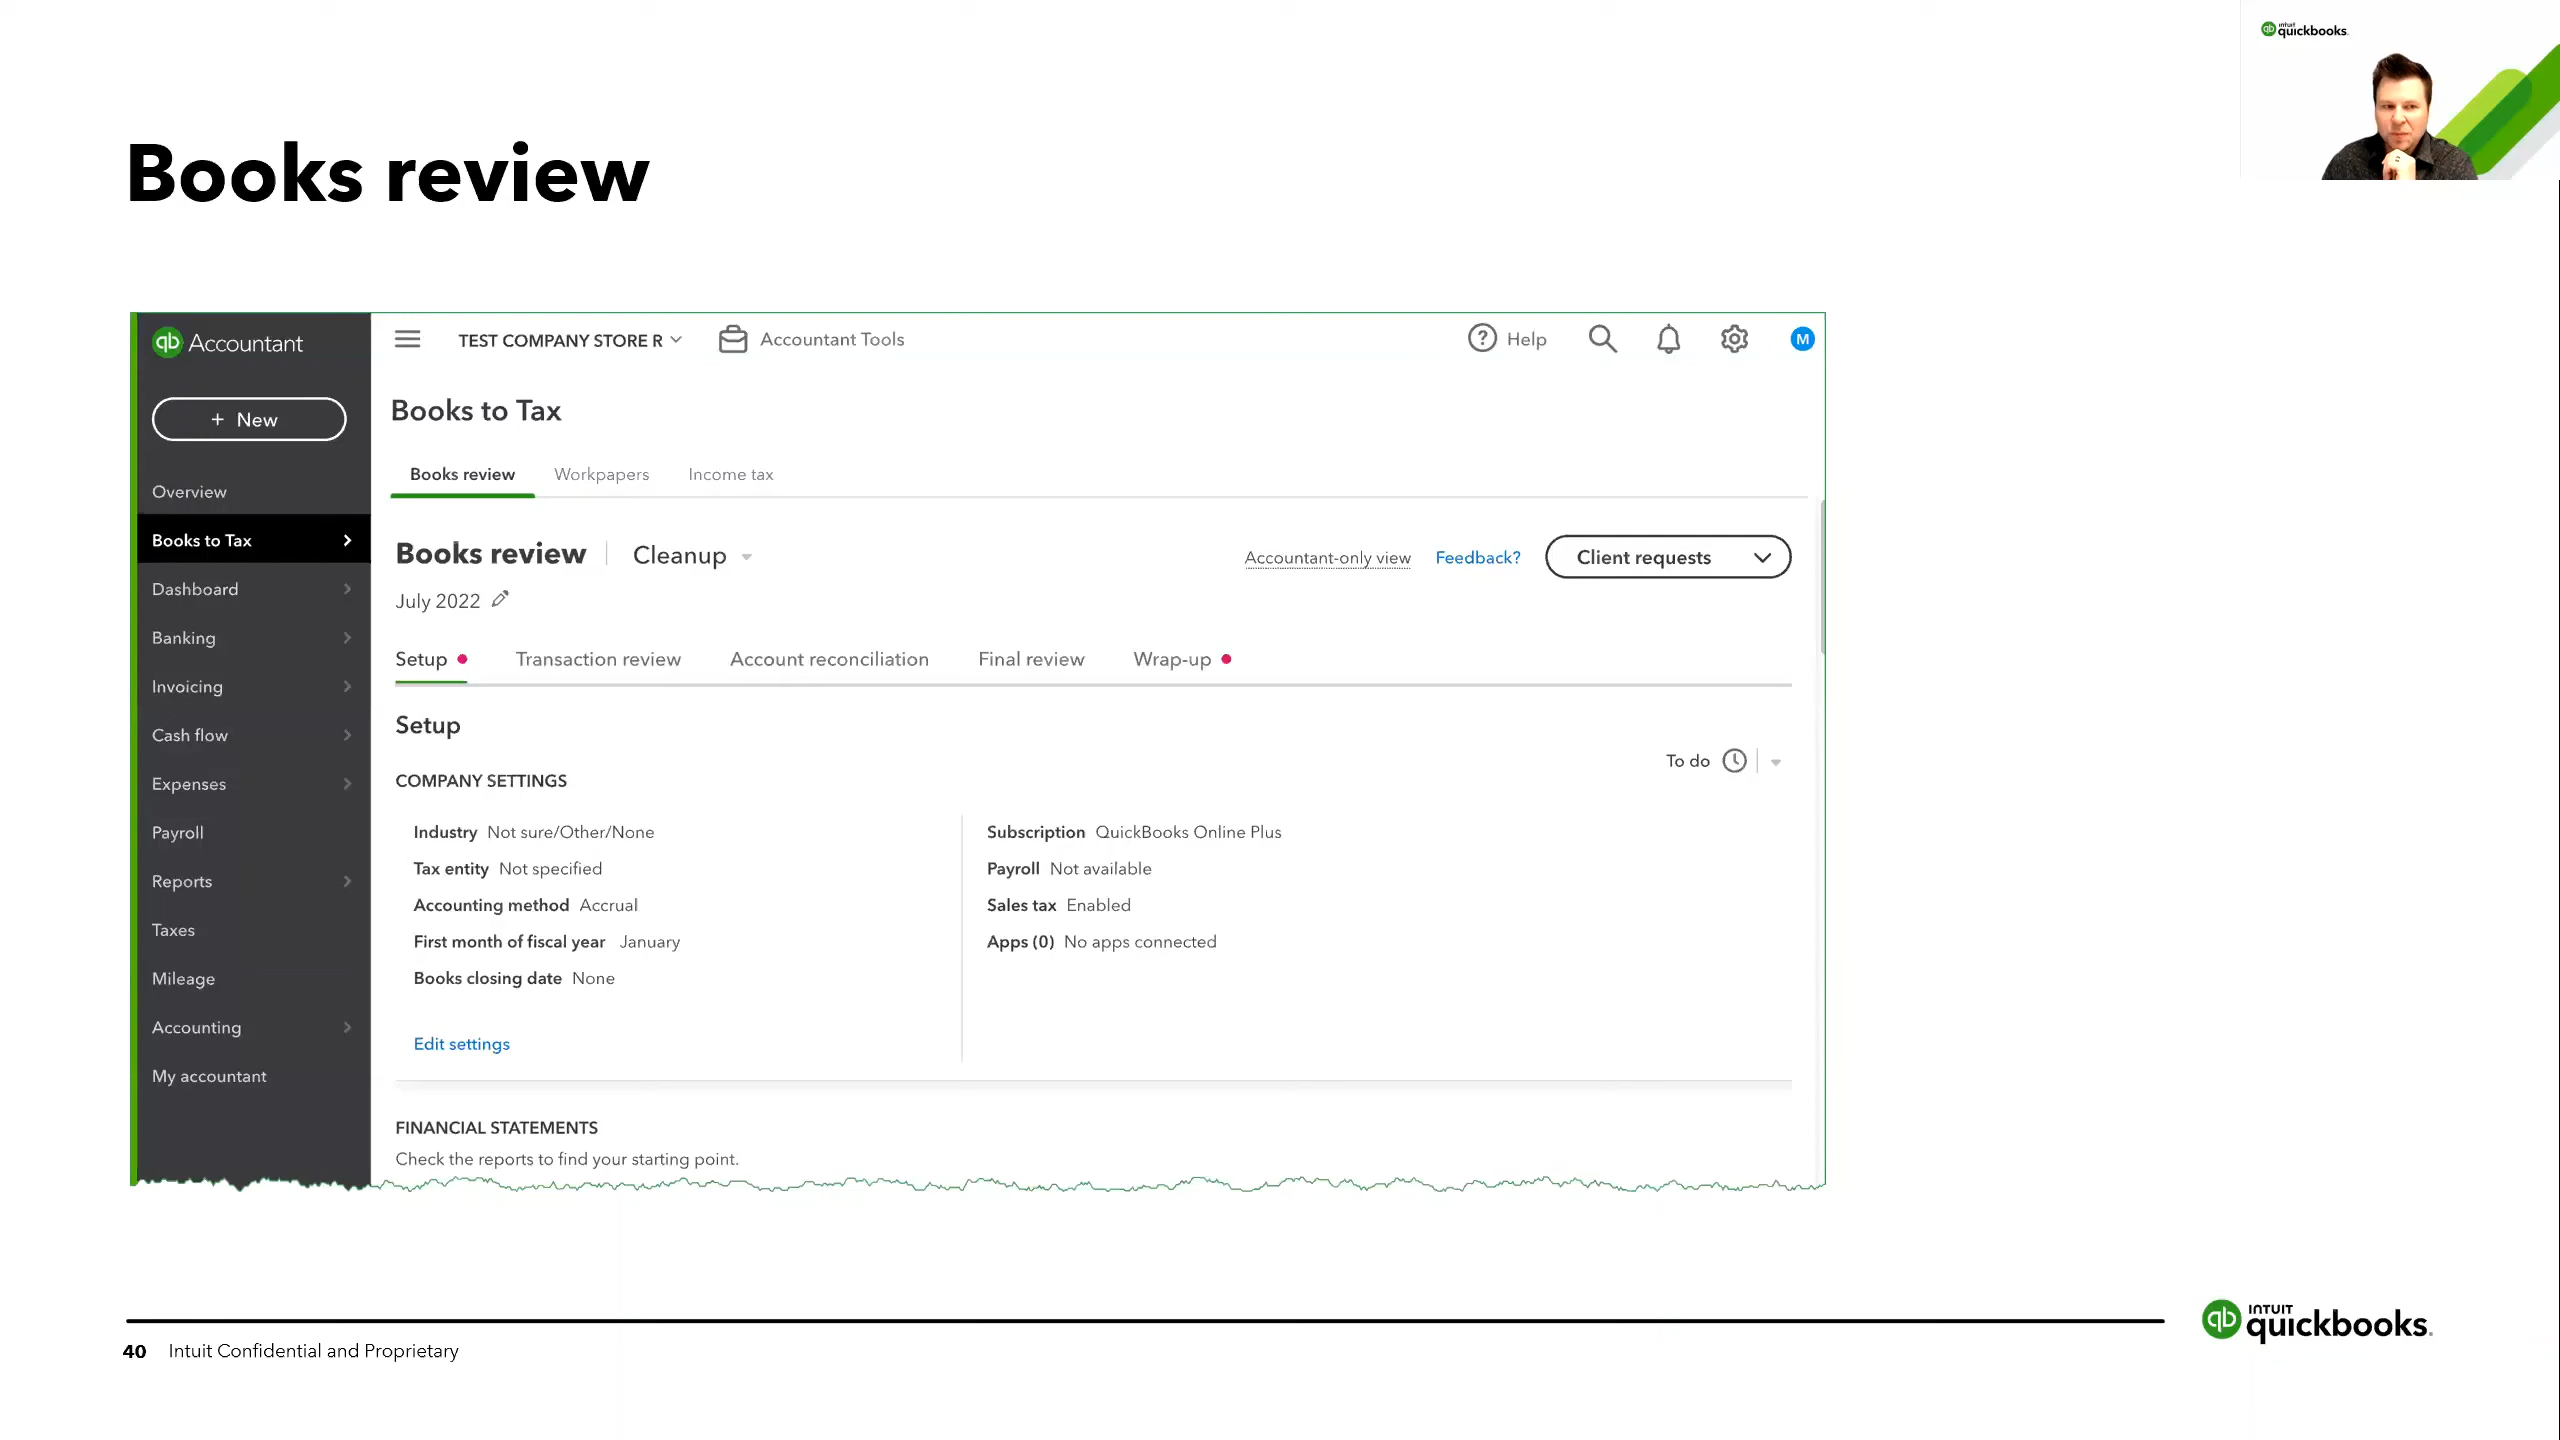 intuit
quickbooks.
Books review
qb Accountant
TEST COMPANY STORE R
Accountant Tools
? Help
M
+ New
Overview
Books to Tax
Dashboard
Banking
Invoicing
Cash flow
Expenses
Payroll
Reports
Taxes
Mileage
Accounting
My accountant
Books to Tax
Books review Workpapers Income tax
Books review Cleanup
Accountant-only view Feedback? Client requests
July 2022
Setup Transaction review Account reconciliation Final review Wrap-up
Setup
To do
COMPANY SETTINGS
Industry Not sure/Other/None
Tax entity Not specified
Accounting method Accrual
First month of fiscal year January
Books closing date None
Edit settings
Subscription QuickBooks Online Plus
Payroll Not available
Sales tax Enabled
Apps (0) No apps connected
FINANCIAL STATEMENTS
Check the reports to find your starting point.
40 Intuit Confidential and Proprietary
qb INTUIT
quickbooks.